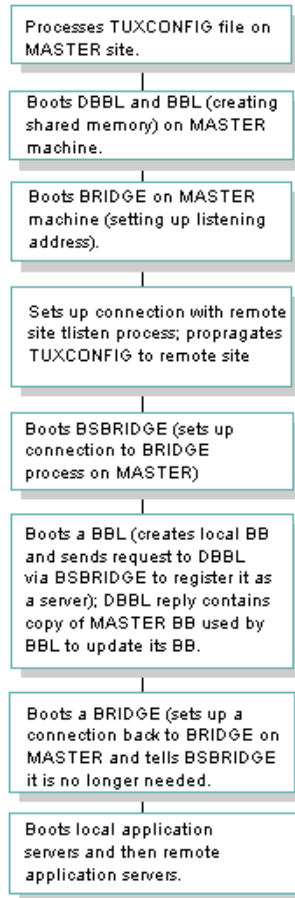 Processes TUXCONFIG file on
MASTER site.
Boots DBBL and BBL (creating
shared memory) on MASTER
machine.
Boots BRIDGE on MASTER
machine (setting up listening
address).
Sets up connection with remote
site tlisten process; propragates
TUXCONFIG to remote site
Boots BSBRIDGE (sets up
connection to BRIDGE
process on MASTER)
Boots a BBL (creates local BB
and sends request to DBBL
via BSBRIDGE to register it as
a server); DBBL reply contains
copy of MASTER BB used by
BBL to update its BB.
Boots a BRIDGE (sets up a
connection back to BRIDGE on
MASTER and tells BSBRIDGE
it is no longer needed.
Boots local application
servers and then remote
application servers.